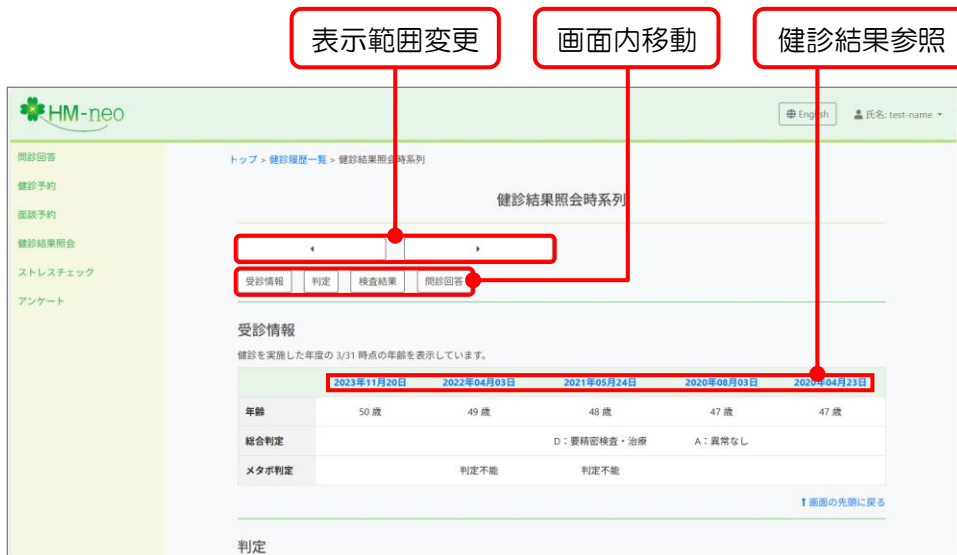 表示範囲変更 画面内移動 健診結果参照
HM-neo English 氏名: test-name
問診回答
健診予約
面談予約
健診結果照会
ストレスチェック
アンケート
トップ > 健診履歴一覧 > 健診結果照会時系列
健診結果照会時系列
受診情報 判定 検査結果 問診回答
受診情報
健診を実施した年度の 3/31 時点の年齢を表示しています。
2023年11月20日 2022年04月03日 2021年05月24日 2020年08月03日 2020年04月23日
年齢 50 歳 49 歳 48 歳 47 歳 47 歳
総合判定 D：要精密検査・治療 A：異常なし
メタボ判定 判定不能 判定不能
↑画面の先頭に戻る
判定